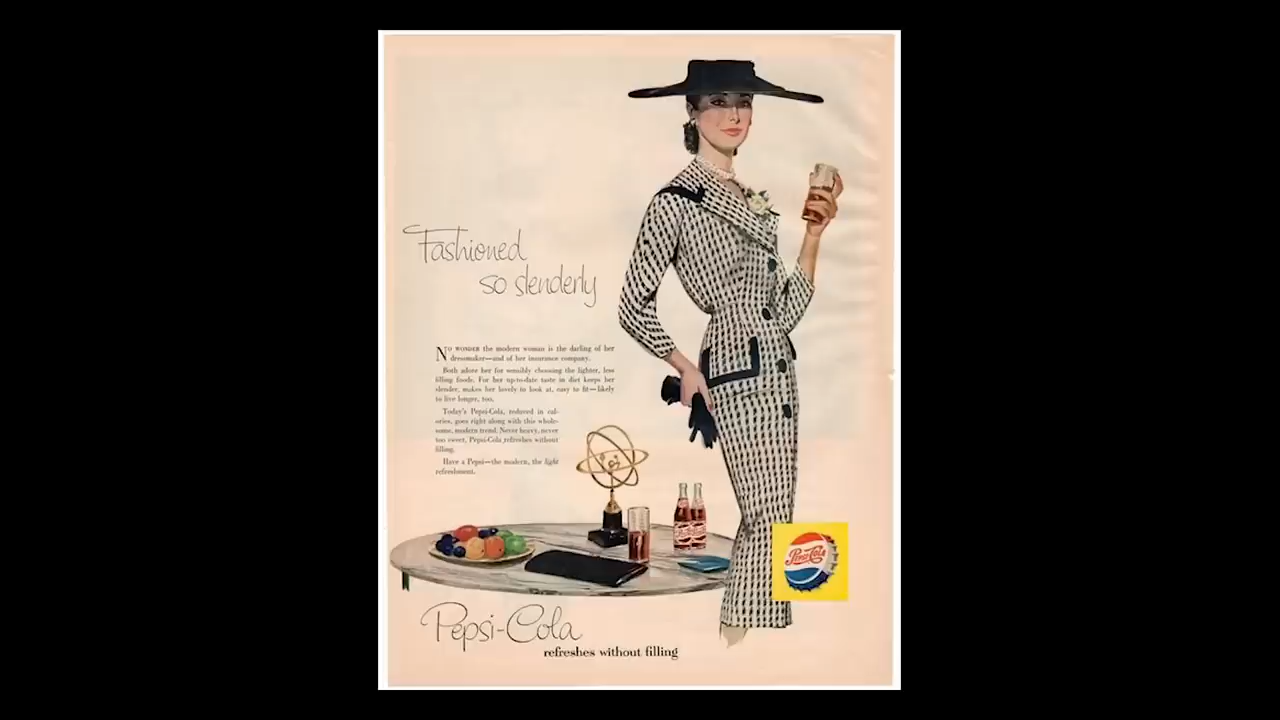 Fashioned
so slenderly
NO WONDER the modern woman is the darling of her
dressmaker—and of her insurance company.
Both adore her for sensibly choosing the lighter, less
filling foods. For her up-to-date taste in diet keeps her
slender, makes her lovely to look at, easy to fit—likely
to live longer, too.
Today's Pepsi-Cola, reduced in cal-
ories, goes right along with this whole-
some, modern trend. Never heavy, never
too sweet, Pepsi-Cola refreshes without
filling.
Have a Pepsi—the modern, the light
refreshment.
Pepsi-Cola
Pepsi-Cola
refreshes without filling